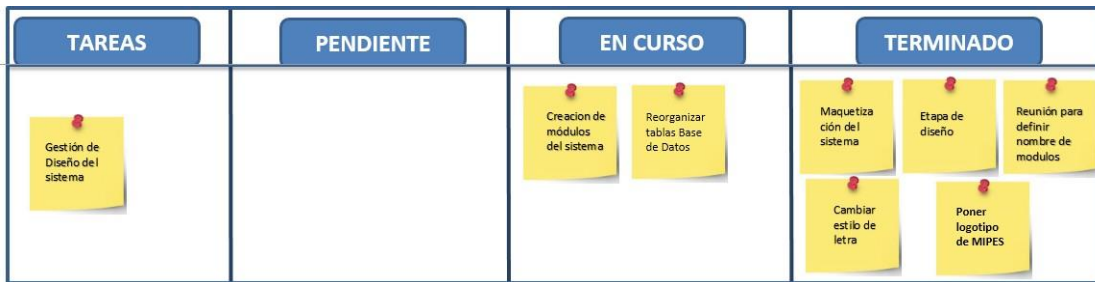 TAREAS
PENDIENTE
EN CURSO
TERMINADO
Gestión de
Diseño del
sistema
Creacion de
módulos
del sistema
Reorganizar
tablas Base
de Datos
Maquetiza
ción del
sistema
Etapa de
diseño
Reunión para
definir
nombre de
modulos
Cambiar
estilo de
letra
Poner
logotipo
de MIPES